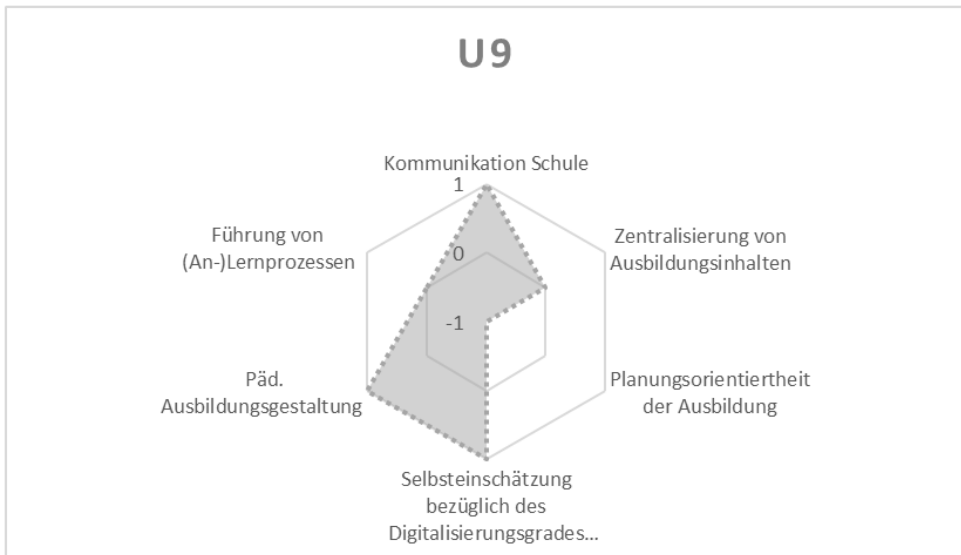 U9
Kommunikation Schule
1
Führung von
(An-)Lernprozessen
0
Zentralisierung von
Ausbildungsinhalten
-1
Päd.
Ausbildungsgestaltung
Planungsorientiertheit
der Ausbildung
Selbsteinschätzung
bezüglich des
Digitalisierungsgrades...